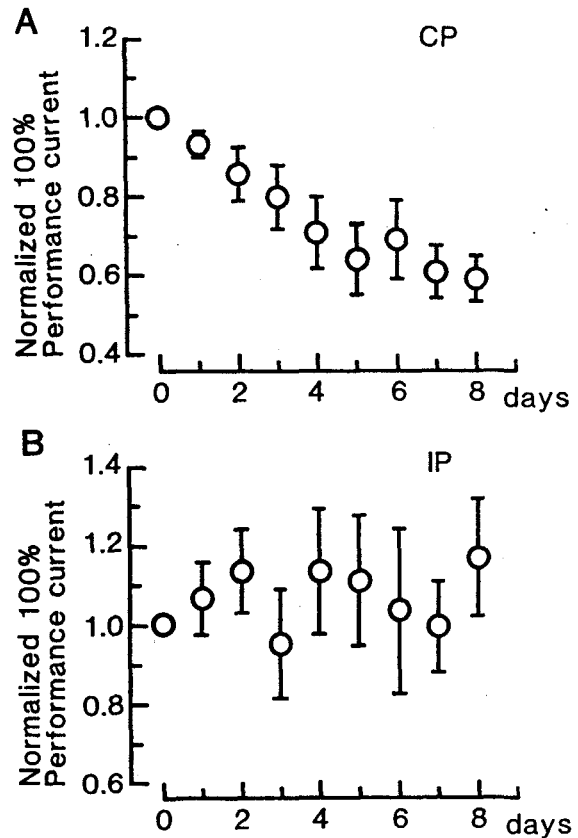 A
CP
Normalized 100%
Performance current
1.2
1.0
0.8
0.6
0.4
0 2 4 6 8 days
B
IP
Normalized 100%
Performance current
1.4
1.2
1.0
0.8
0.6
0 2 4 6 8 days